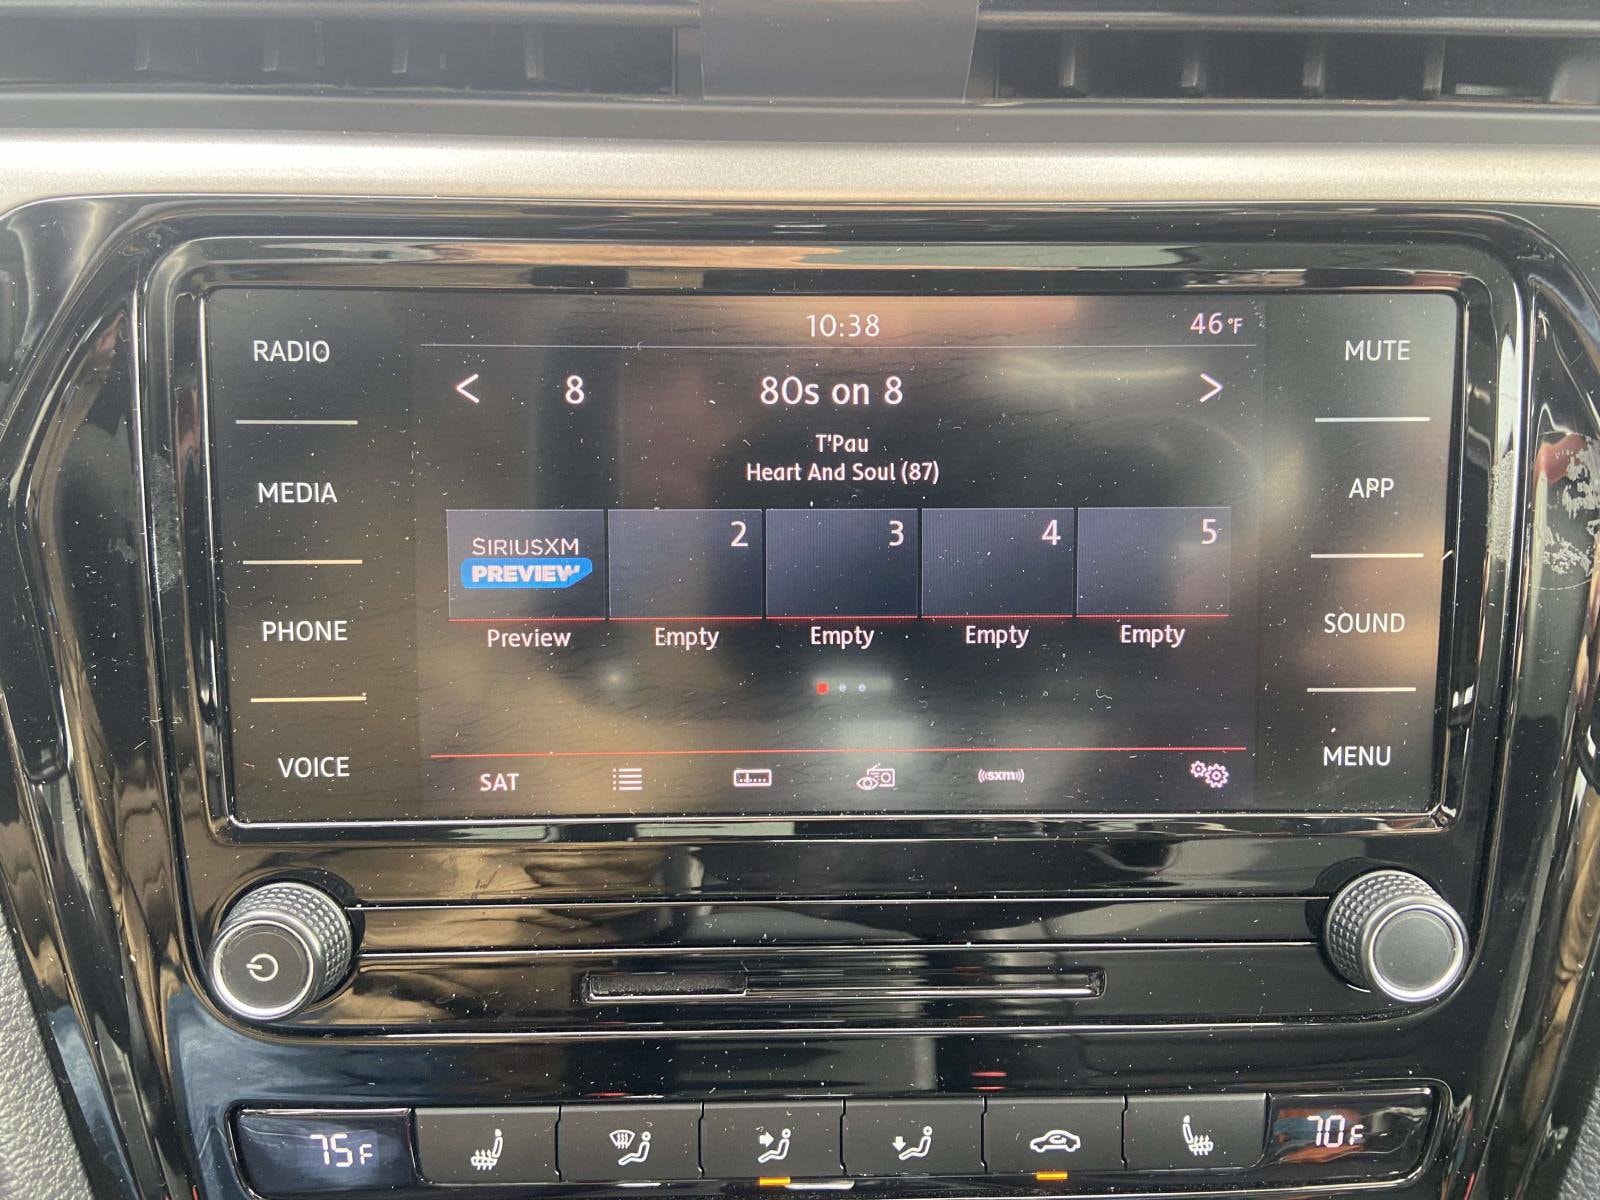 10:38
46°F
RADIO
MEDIA
PHONE
VOICE
< 8 80s on 8 >
T'Pau
Heart And Soul (87)
SIRIUSXM
PREVIEW
2
3
4
5
Preview
Empty
Empty
Empty
Empty
SAT
((sxm))
MUTE
APP
SOUND
MENU
75F
70F